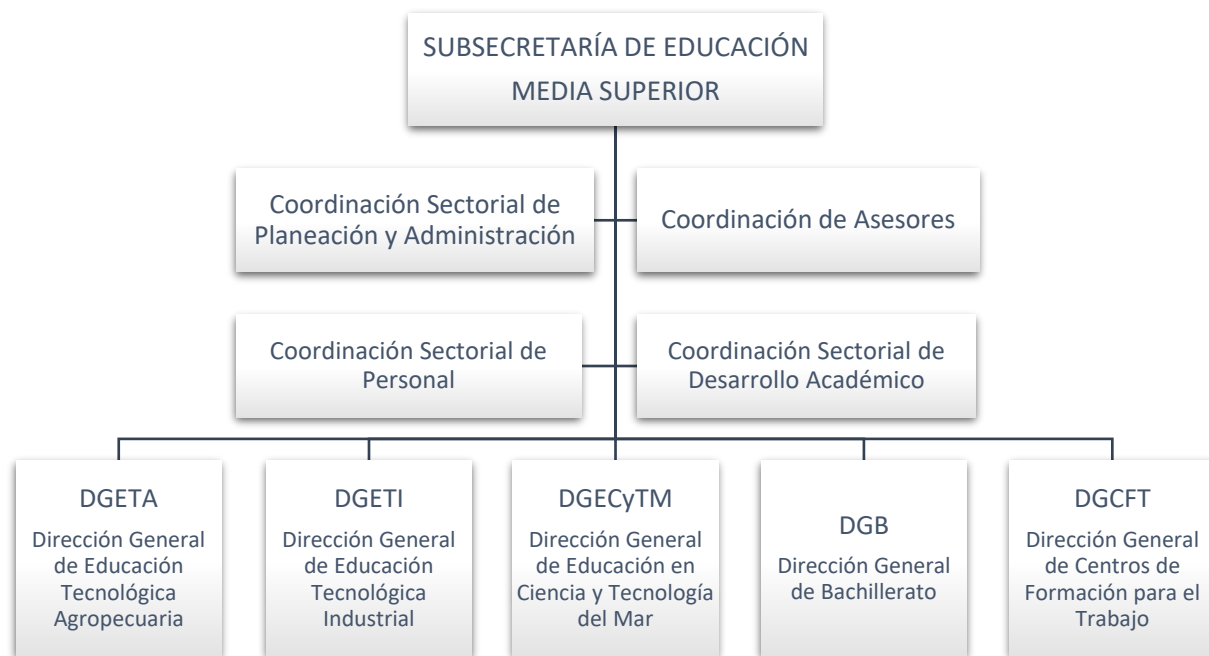 SUBSECRETARÍA DE EDUCACIÓN
MEDIA SUPERIOR
Coordinación Sectorial de
Planeación y Administración
Coordinación de Asesores
Coordinación Sectorial de
Personal
Coordinación Sectorial de
Desarrollo Académico
DGETA
Dirección General
de Educación
Tecnológica
Agropecuaria
DGETI
Dirección General
de Educación
Tecnológica
Industrial
DGECyTM
Dirección General
de Educación en
Ciencia y Tecnología
del Mar
DGB
Dirección General
de Bachillerato
DGCFT
Dirección General
de Centros de
Formación para el
Trabajo